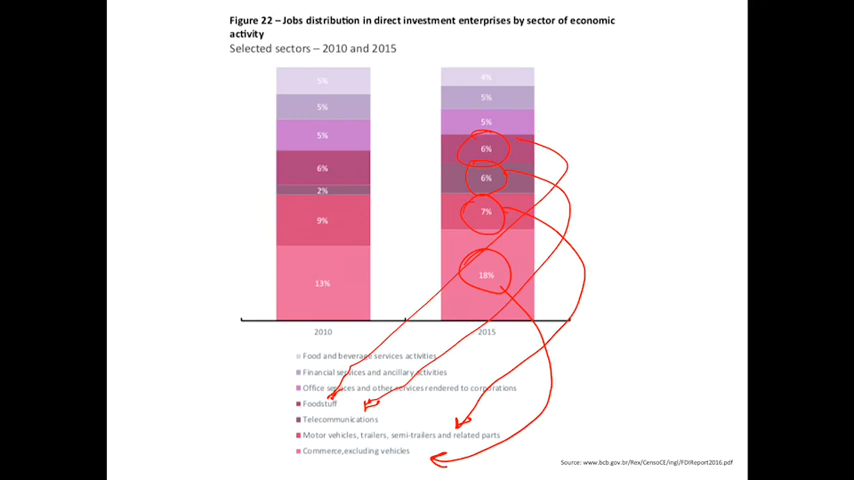 Figure 22 – Jobs distribution in direct investment enterprises by sector of economic
activity
Selected sectors – 2010 and 2015
5%
5%
5%
6%
2%
9%
13%
4%
5%
5%
6%
6%
7%
18%
2010
2015
Food and beverage services activities
Financial services and ancillary activities
Office services and other services rendered to corporations
Foodstuff
Telecommunications
Motor vehicles, trailers, semi-trailers and related parts
Commerce,excluding vehicles
Source: www.bcb.gov.br/Rex/CensoCE/ingl/FDIReport2016.pdf